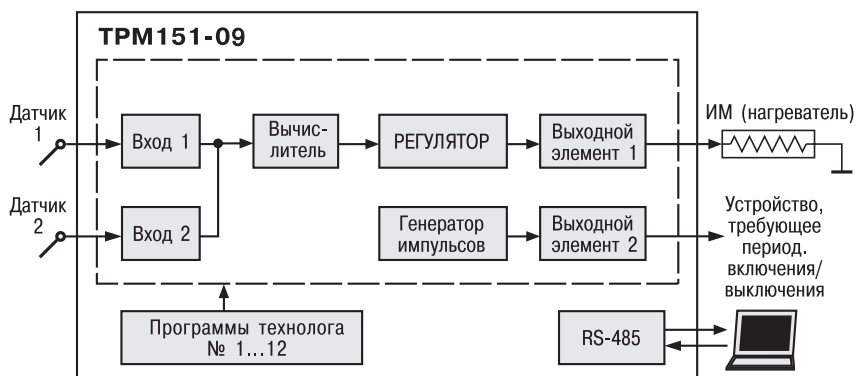 ТРМ151-09
Датчик
1
Вход 1
Вычис-
литель
РЕГУЛЯТОР
Выходной
элемент 1
ИМ (нагреватель)
Датчик
2
Вход 2
Генератор
импульсов
Выходной
элемент 2
Устройство,
требующее
период.
включения/
выключения
Программы технолога
№ 1...12
RS-485